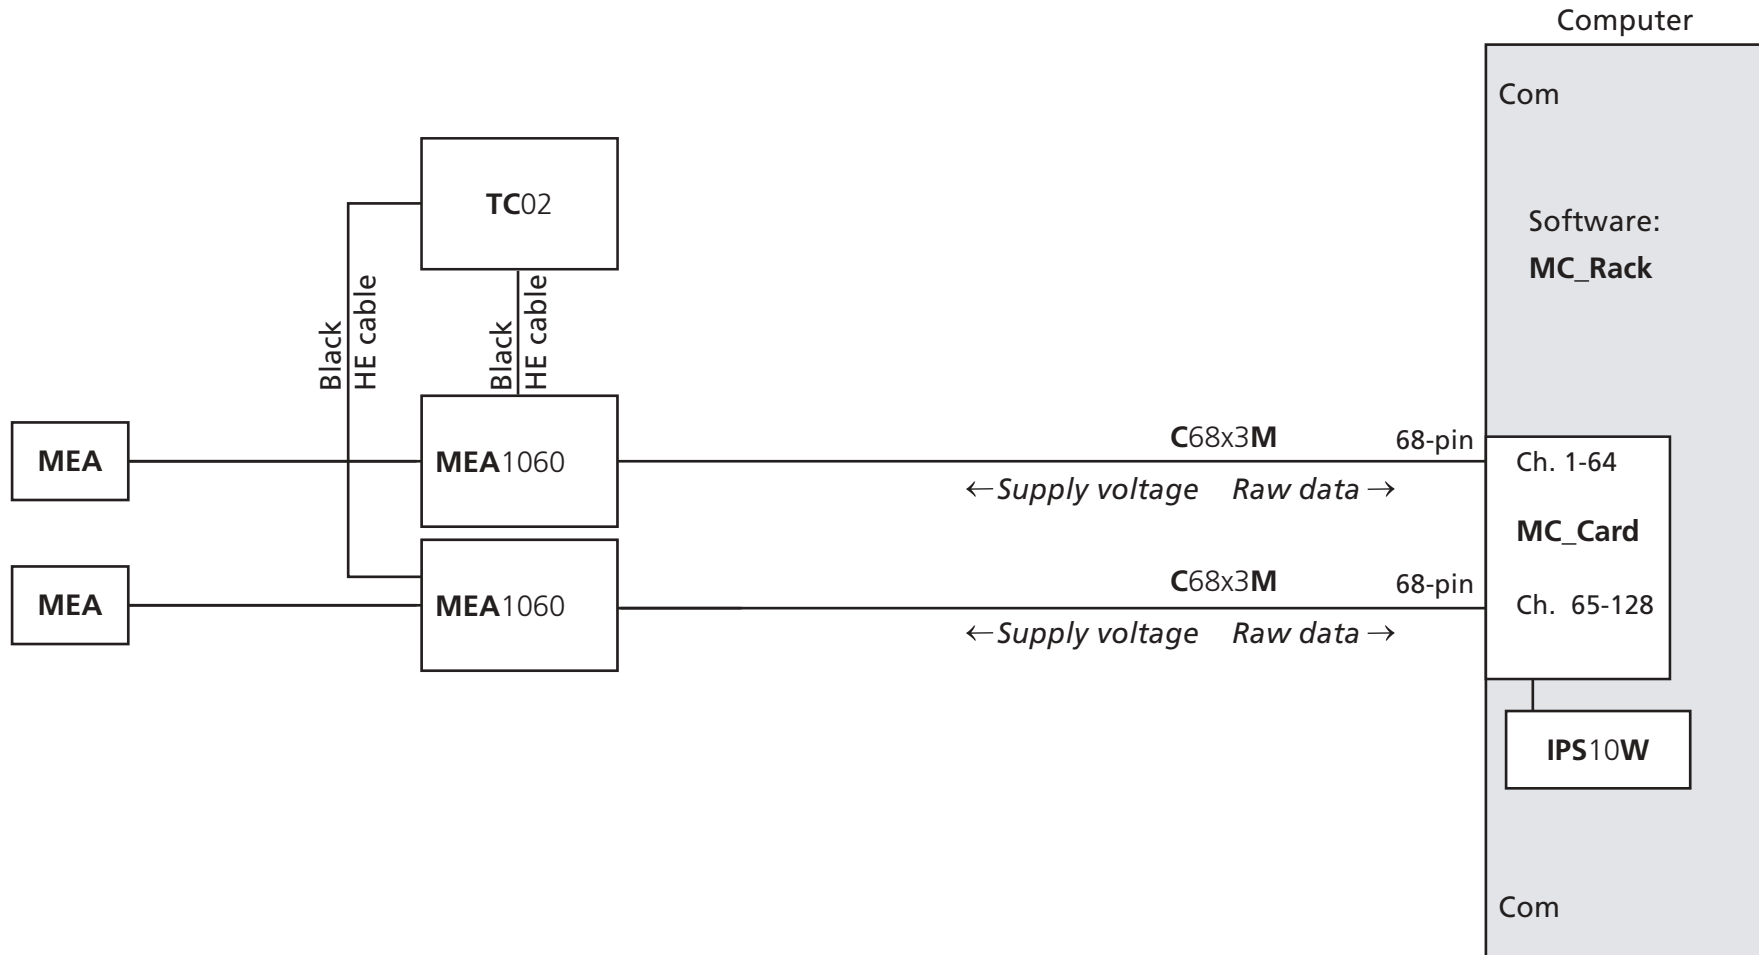 Computer
Com
TC02
Software:
MC_Rack
Black
HE cable
Black
HE cable
MEA
MEA1060
C68x3M
68-pin
Ch. 1-64
←Supply voltage Raw data→
MC_Card
MEA
MEA1060
C68x3M
68-pin
Ch. 65-128
←Supply voltage Raw data→
IPS10W
Com